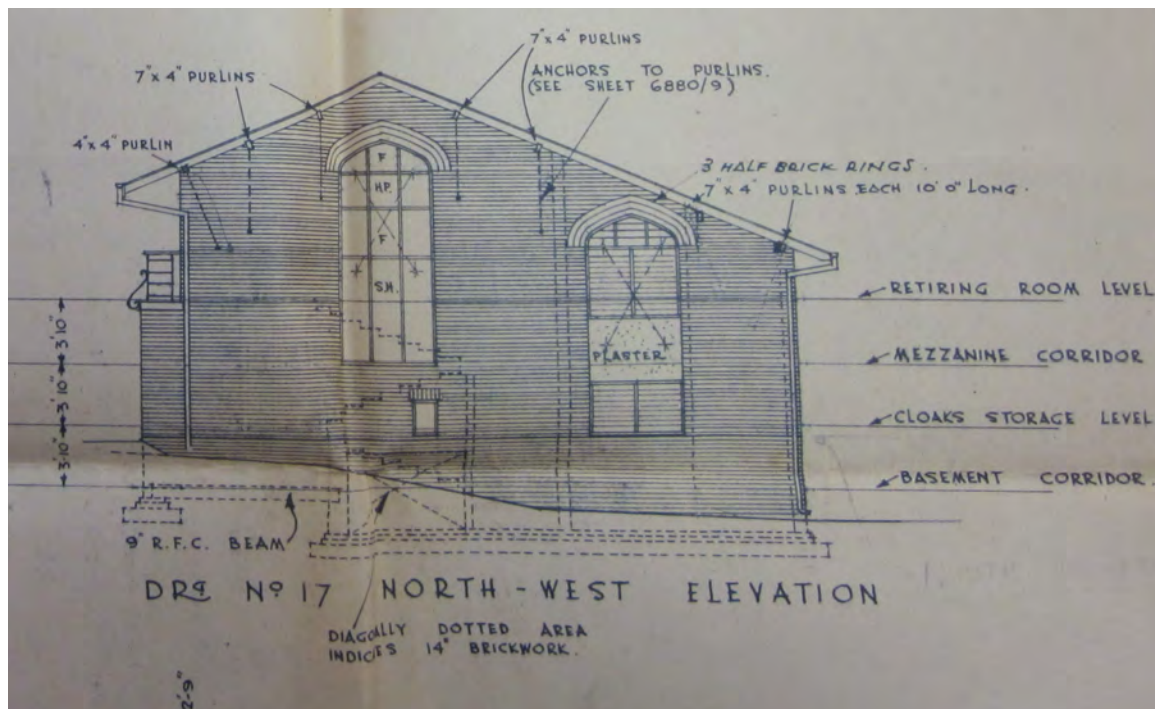 7"x 4" PURLINS
7"x 4" PURLINS
ANCHORS TO PURLINS.
(SEE SHEET 6880/9)
4"x 4" PURLIN
3 HALF BRICK RINGS.
7"x 4" PURLINS EACH 10'0" LONG.
F
H.P.
F
S.H.
PLASTER
RETIRING ROOM LEVEL
MEZZANINE CORRIDOR
CLOAKS STORAGE LEVEL
BASEMENT CORRIDOR.
3'10"
3'10"
3'10"
9" R.F.C. BEAM
DRG No 17 NORTH-WEST ELEVATION
DIAGONALLY DOTTED AREA
INDICATES 14" BRICKWORK.
2'-9"